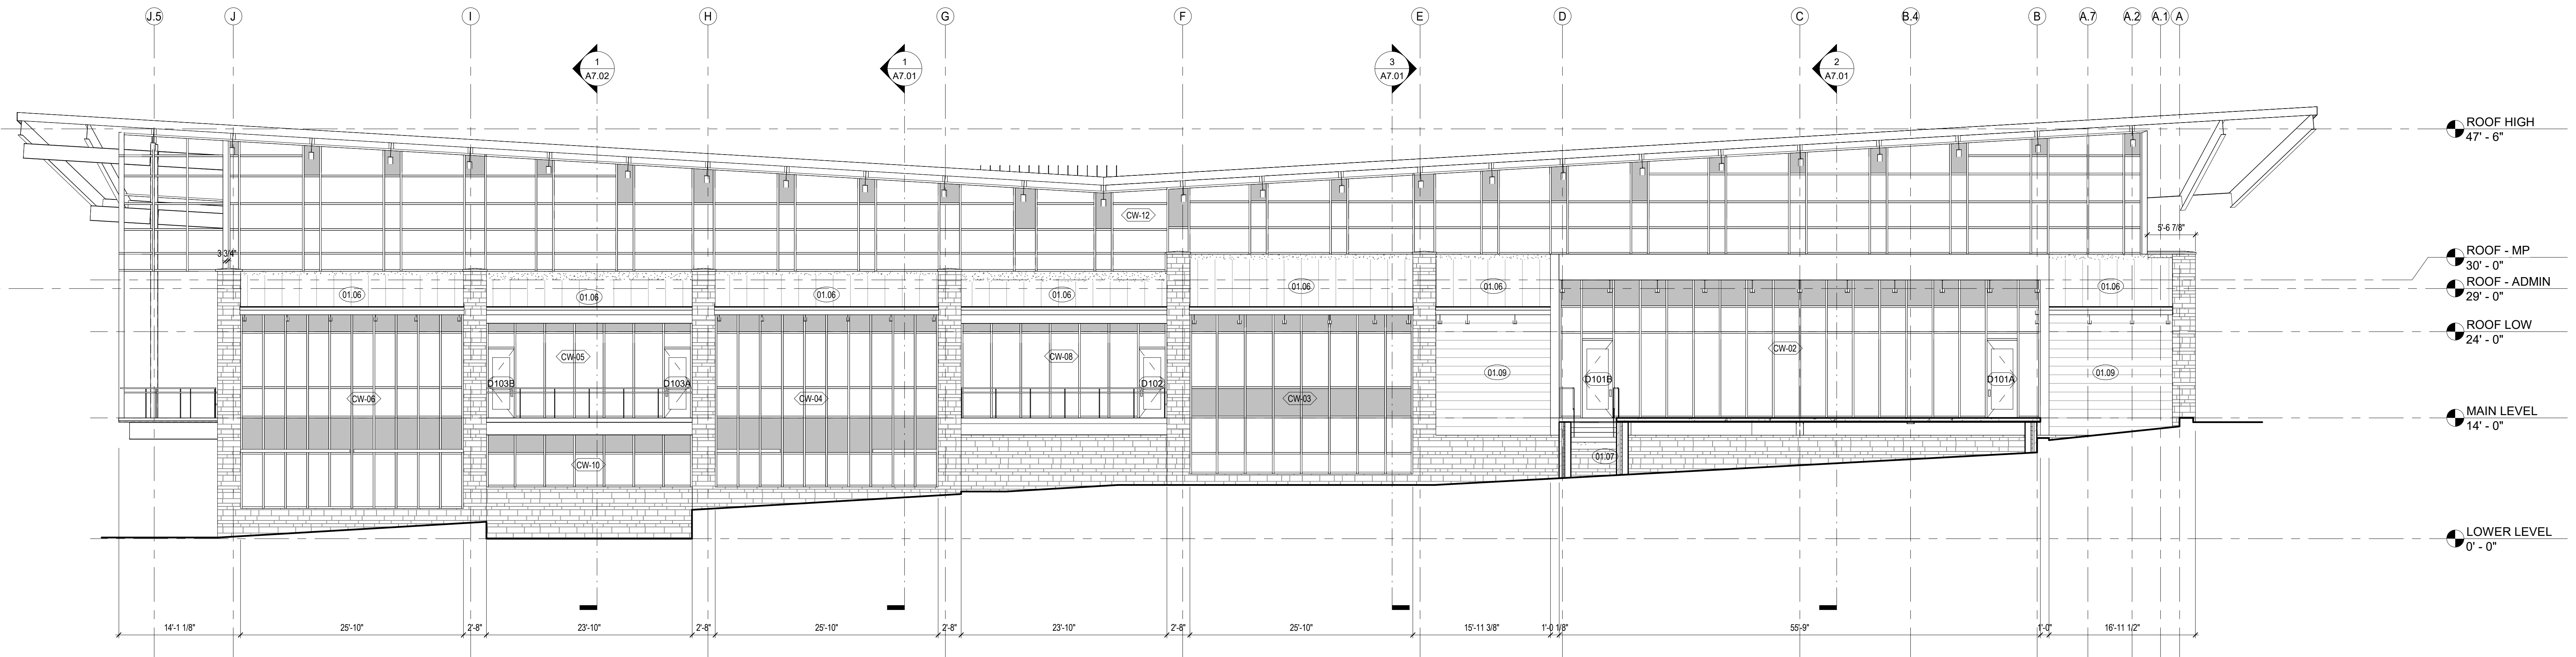 J.5 J I H G F E D C B.4 B A.7 A.2 A.1 A
1
A7.02
1
A7.01
3
A7.01
2
A7.01
ROOF HIGH
47' - 6"
CW-12
5'-6 7/8"
3 3/4"
ROOF - MP
30' - 0"
ROOF - ADMIN
29' - 0"
01.06 01.06 01.06 01.06 01.06 01.06 01.06
ROOF LOW
24' - 0"
CW-05 CW-08 CW-02
01.09 01.09
D103B D103A D102 D101B D101A
CW-06 CW-04 CW-03
MAIN LEVEL
14' - 0"
CW-10
01.07
LOWER LEVEL
0' - 0"
14'-1 1/8" 25'-10" 2'-8" 23'-10" 2'-8" 25'-10" 2'-8" 23'-10" 2'-8" 25'-10" 15'-11 3/8" 1'-0 1/8" 55'-9" 1'-0" 16'-11 1/2"